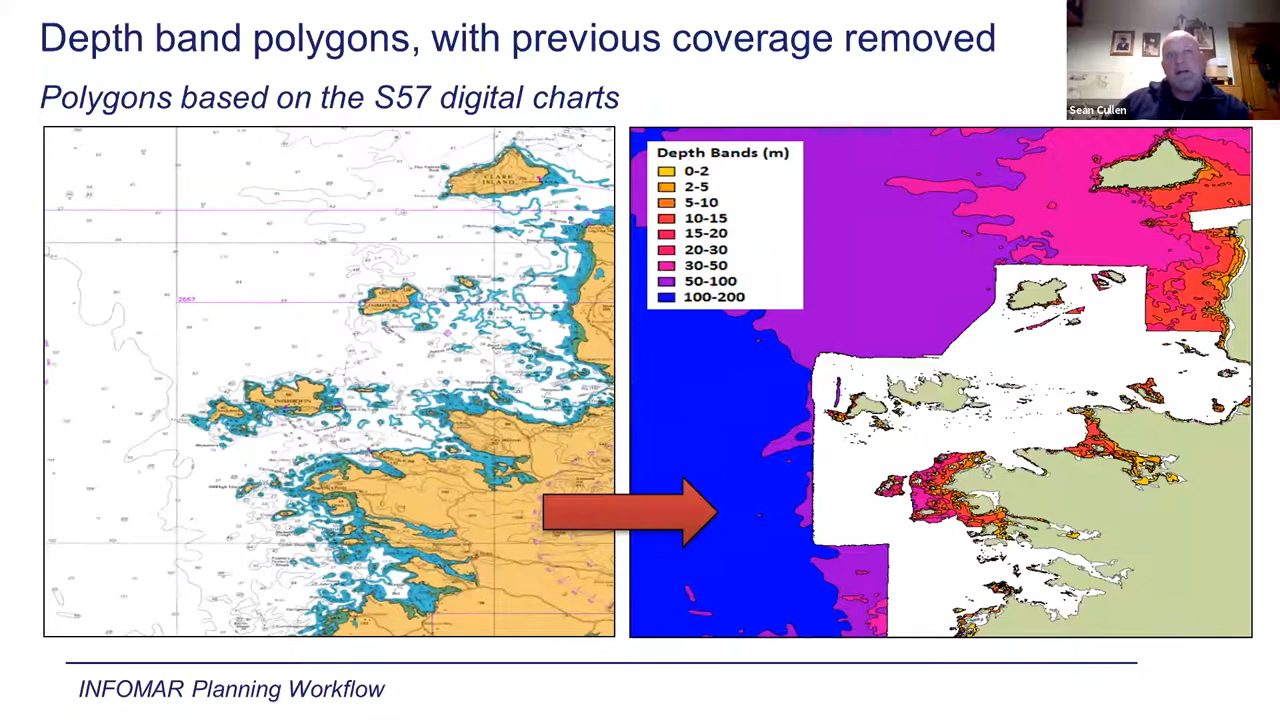 Depth band polygons, with previous coverage removed
Polygons based on the S57 digital charts
Sean Cullen
CLARE
ISLAND
2667
Depth Bands (m)
0-2
2-5
5-10
10-15
15-20
20-30
30-50
50-100
100-200
INFOMAR Planning Workflow